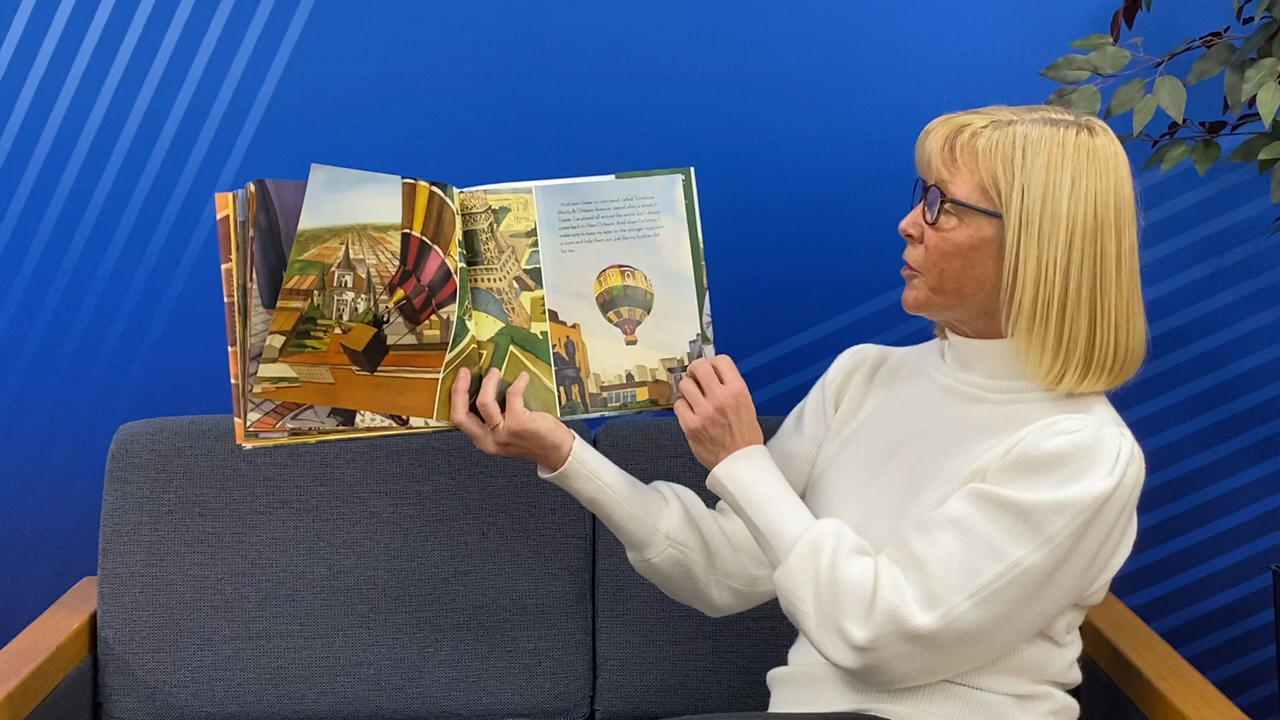 And now I have my own band, called Trombone
Shorty & Orleans Avenue, named after a street in
Tremé. I've played all around the world, but I always
come back to New Orleans. And when I'm home, I
make sure to keep my eyes on the younger musicians
in town and help them out, just like my brother did
for me.